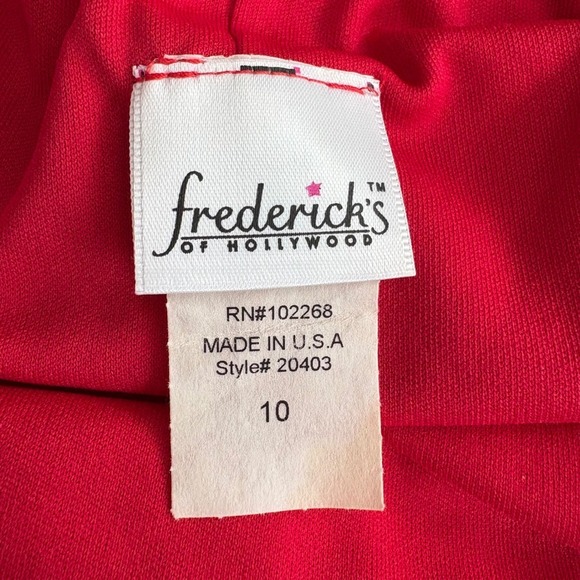 frederick's™
OF HOLLYWOOD
RN#102268
MADE IN U.S.A
Style# 20403
10